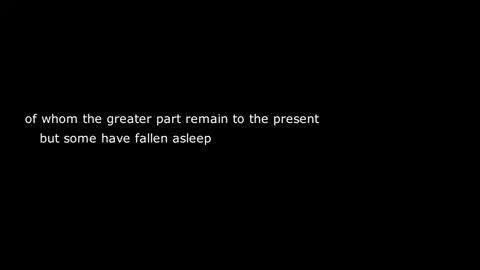 of whom the greater part remain to the present
but some have fallen asleep